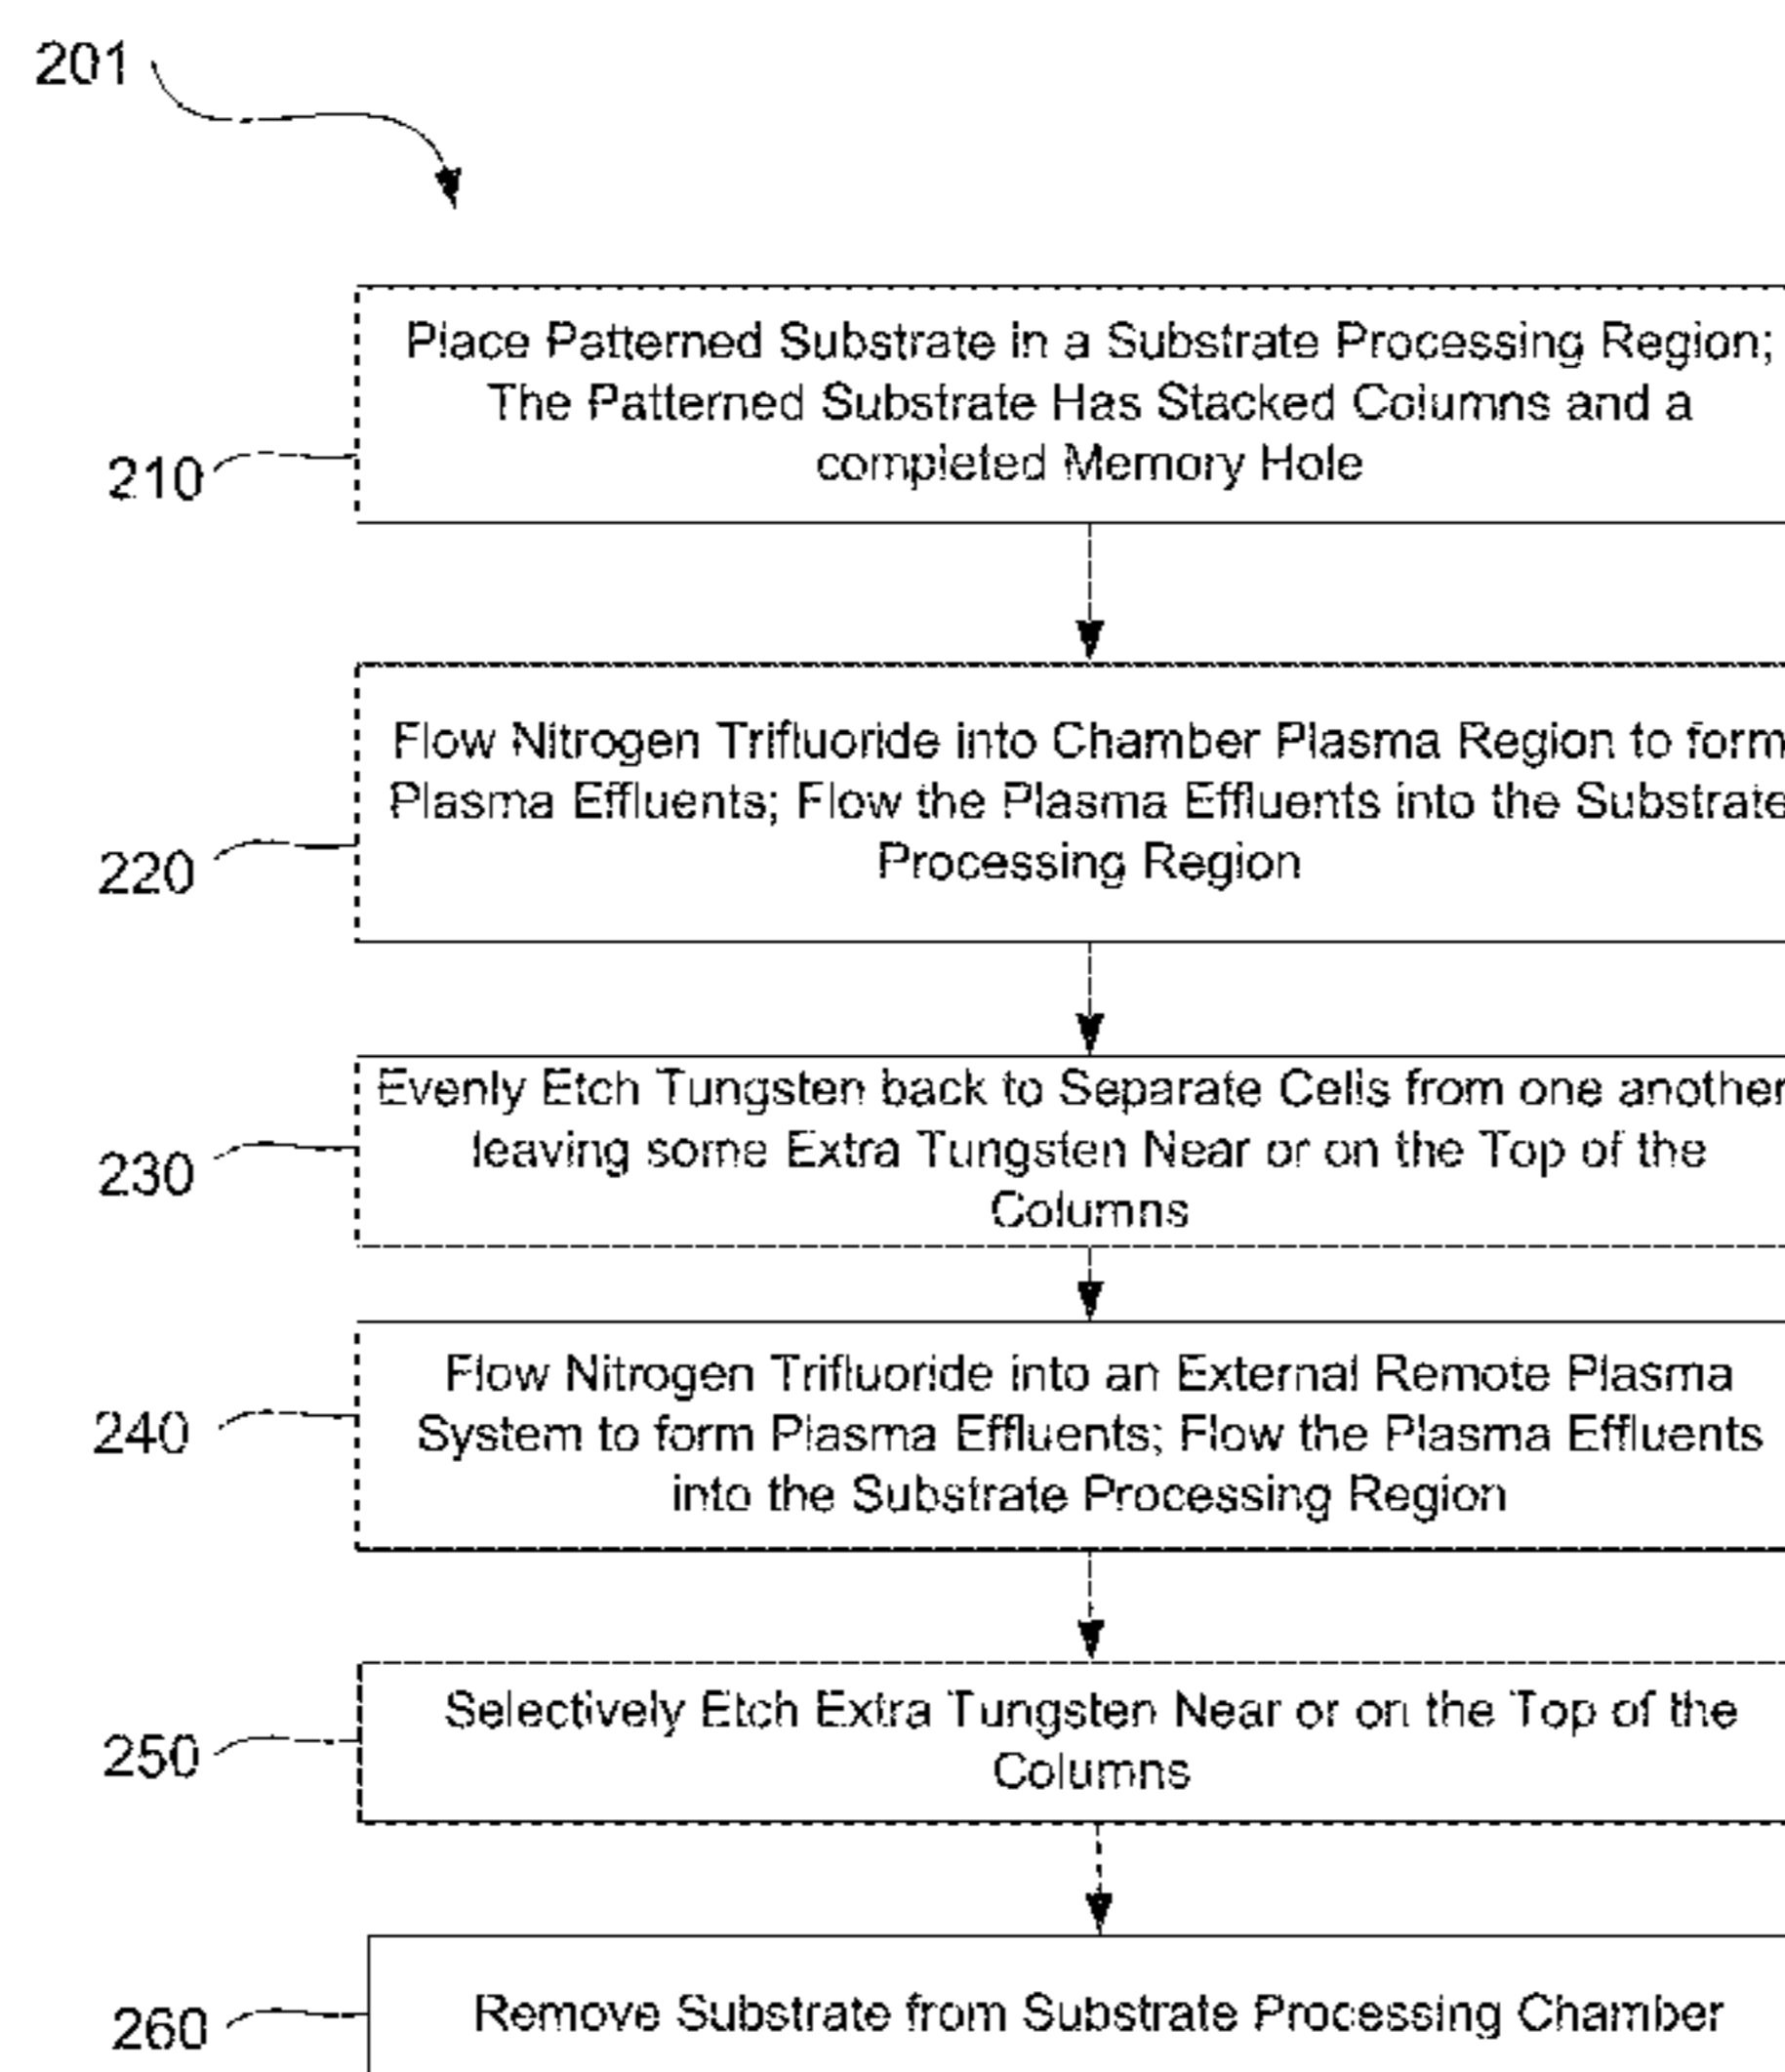 201
Place Patterned Substrate in a Substrate Processing Region;
The Patterned Substrate Has Stacked Columns and a
completed Memory Hole
210
Flow Nitrogen Trifluoride into Chamber Plasma Region to form
Plasma Effluents; Flow the Plasma Effluents into the Substrate
Processing Region
220
Evenly Etch Tungsten back to Separate Cells from one another
leaving some Extra Tungsten Near or on the Top of the
Columns
230
Flow Nitrogen Trifluoride into an External Remote Plasma
System to form Plasma Effluents; Flow the Plasma Effluents
into the Substrate Processing Region
240
Selectively Etch Extra Tungsten Near or on the Top of the
Columns
250
Remove Substrate from Substrate Processing Chamber
260